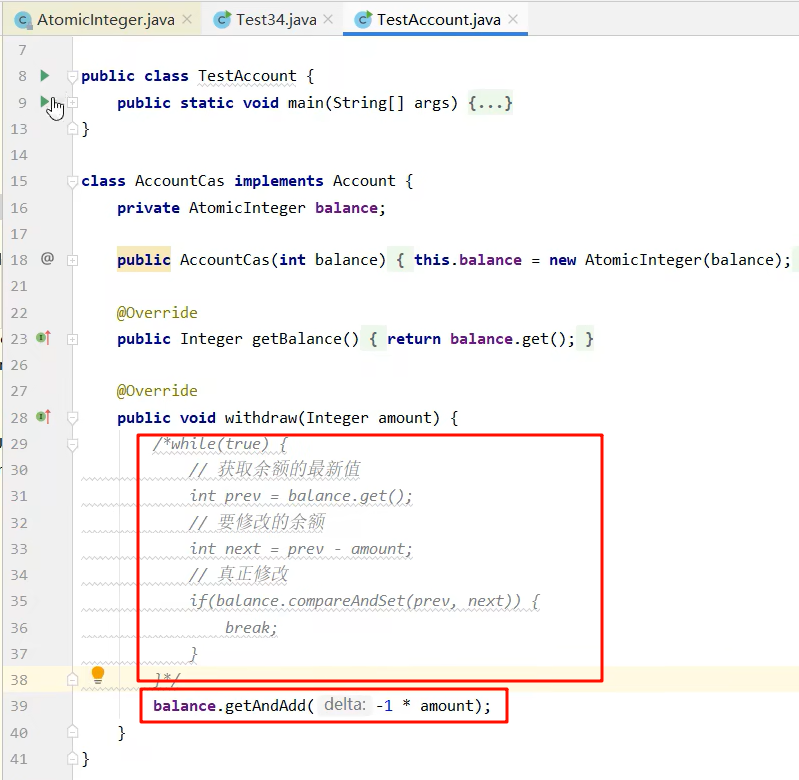 AtomicInteger.java × Test34.java × TestAccount.java ×
7
8 public class TestAccount {
9 public static void main(String[] args) {...}
13 }
14
15 class AccountCas implements Account {
16 private AtomicInteger balance;
17
18 @ public AccountCas(int balance) { this.balance = new AtomicInteger(balance);
21
22 @Override
23 public Integer getBalance() { return balance.get(); }
26
27 @Override
28 public void withdraw(Integer amount) {
29 /*while(true) {
30 // 获取余额的最新值
31 int prev = balance.get();
32 // 要修改的余额
33 int next = prev - amount;
34 // 真正修改
35 if(balance.compareAndSet(prev, next)) {
36 break;
37 }
38 }*/
39 balance.getAndAdd( delta: -1 * amount);
40 }
41 }